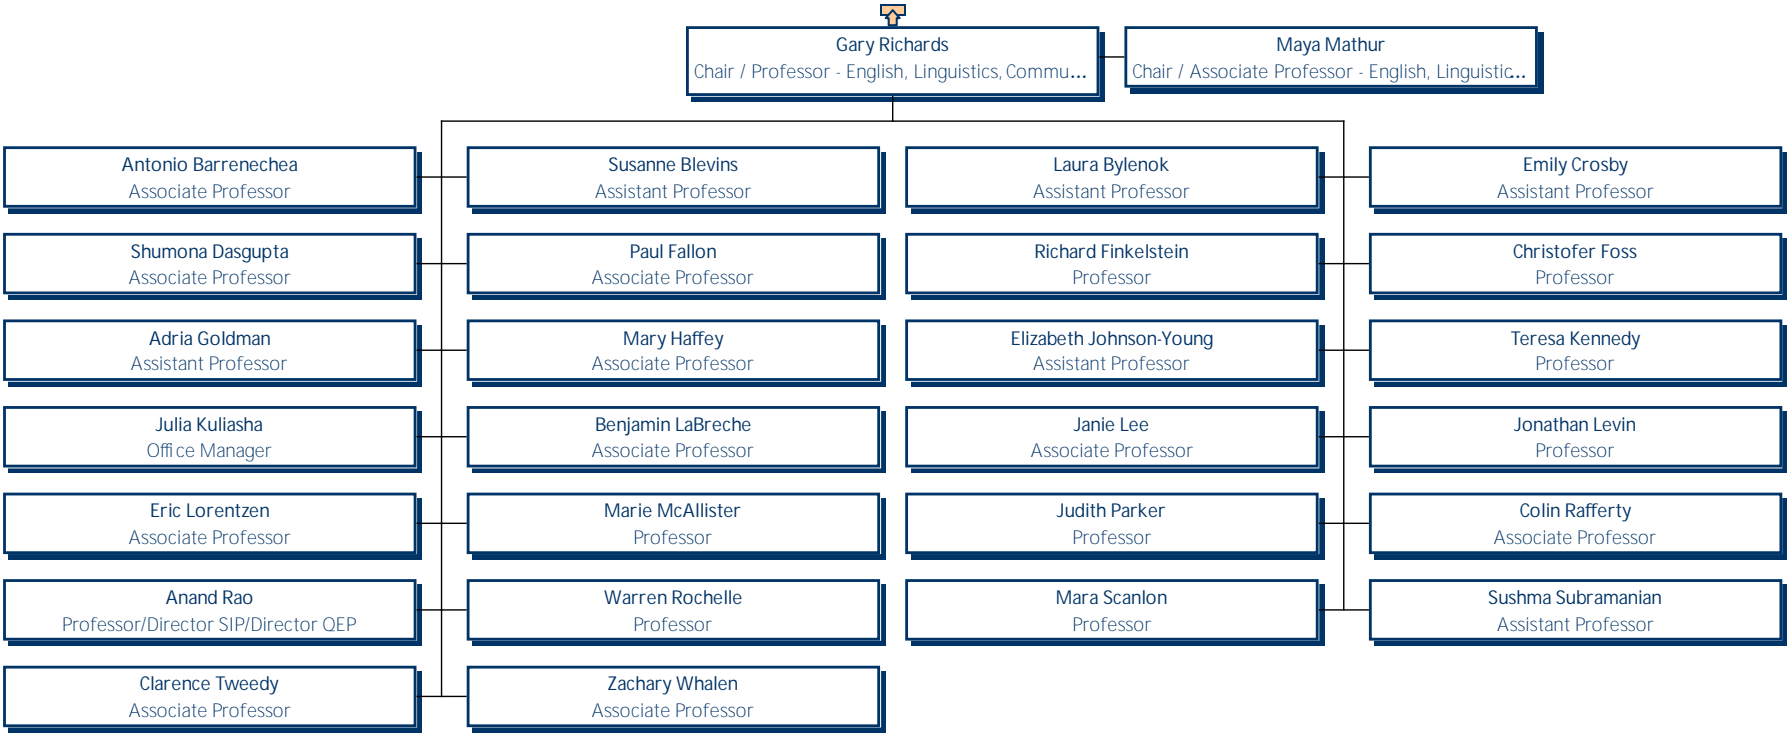 Gary Richards
Chair / Professor - English, Linguistics, Commu...
Maya Mathur
Chair / Associate Professor - English, Linguistic...
Antonio Barrenechea
Associate Professor
Susanne Blevins
Assistant Professor
Laura Bylenok
Assistant Professor
Emily Crosby
Assistant Professor
Shumona Dasgupta
Associate Professor
Paul Fallon
Associate Professor
Richard Finkelstein
Professor
Christofer Foss
Professor
Adria Goldman
Assistant Professor
Mary Haffey
Associate Professor
Elizabeth Johnson-Young
Assistant Professor
Teresa Kennedy
Professor
Julia Kuliasha
Office Manager
Benjamin LaBreche
Associate Professor
Janie Lee
Associate Professor
Jonathan Levin
Professor
Eric Lorentzen
Associate Professor
Marie McAllister
Professor
Judith Parker
Professor
Colin Rafferty
Associate Professor
Anand Rao
Professor/Director SIP/Director QEP
Warren Rochelle
Professor
Mara Scanlon
Professor
Sushma Subramanian
Assistant Professor
Clarence Tweedy
Associate Professor
Zachary Whalen
Associate Professor